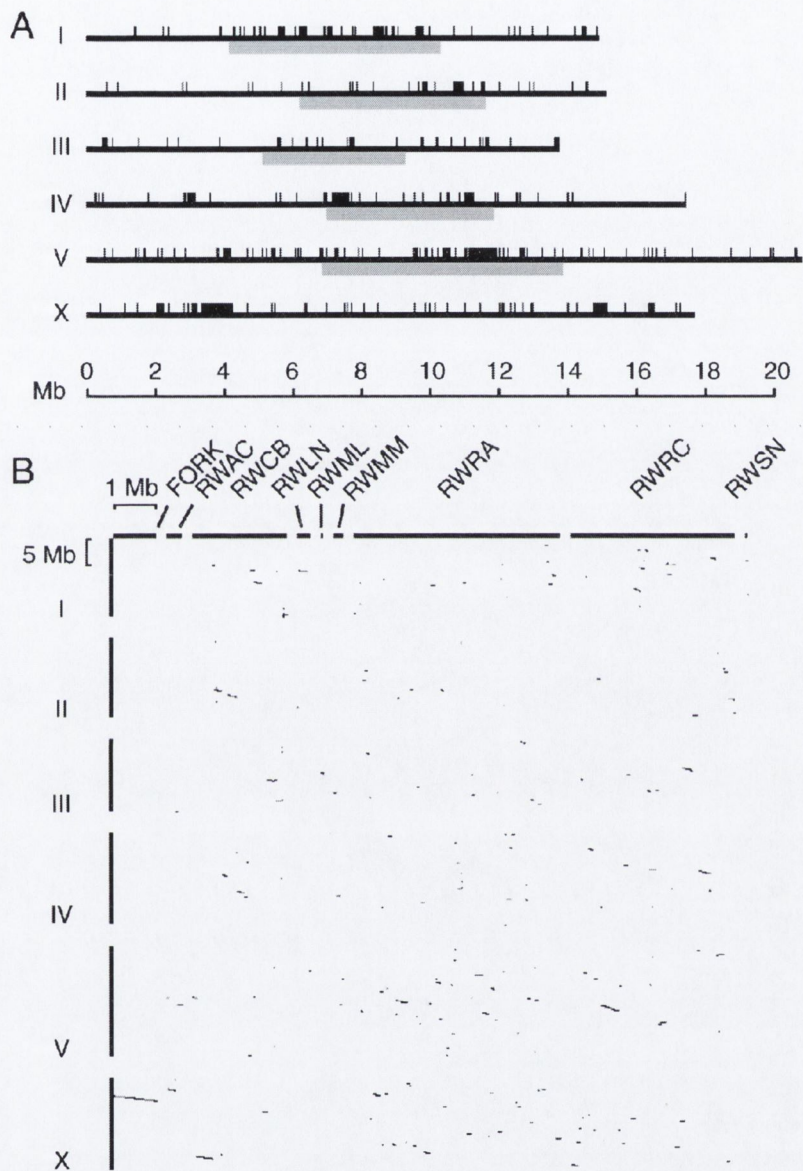 A
I
II
III
IV
V
X
Mb 0 2 4 6 8 10 12 14 16 18 20
B
1 Mb FORK RWAC RWCB RWLN RWML RWMM RWRA RWRC RWSN
5 Mb
I
II
III
IV
V
X